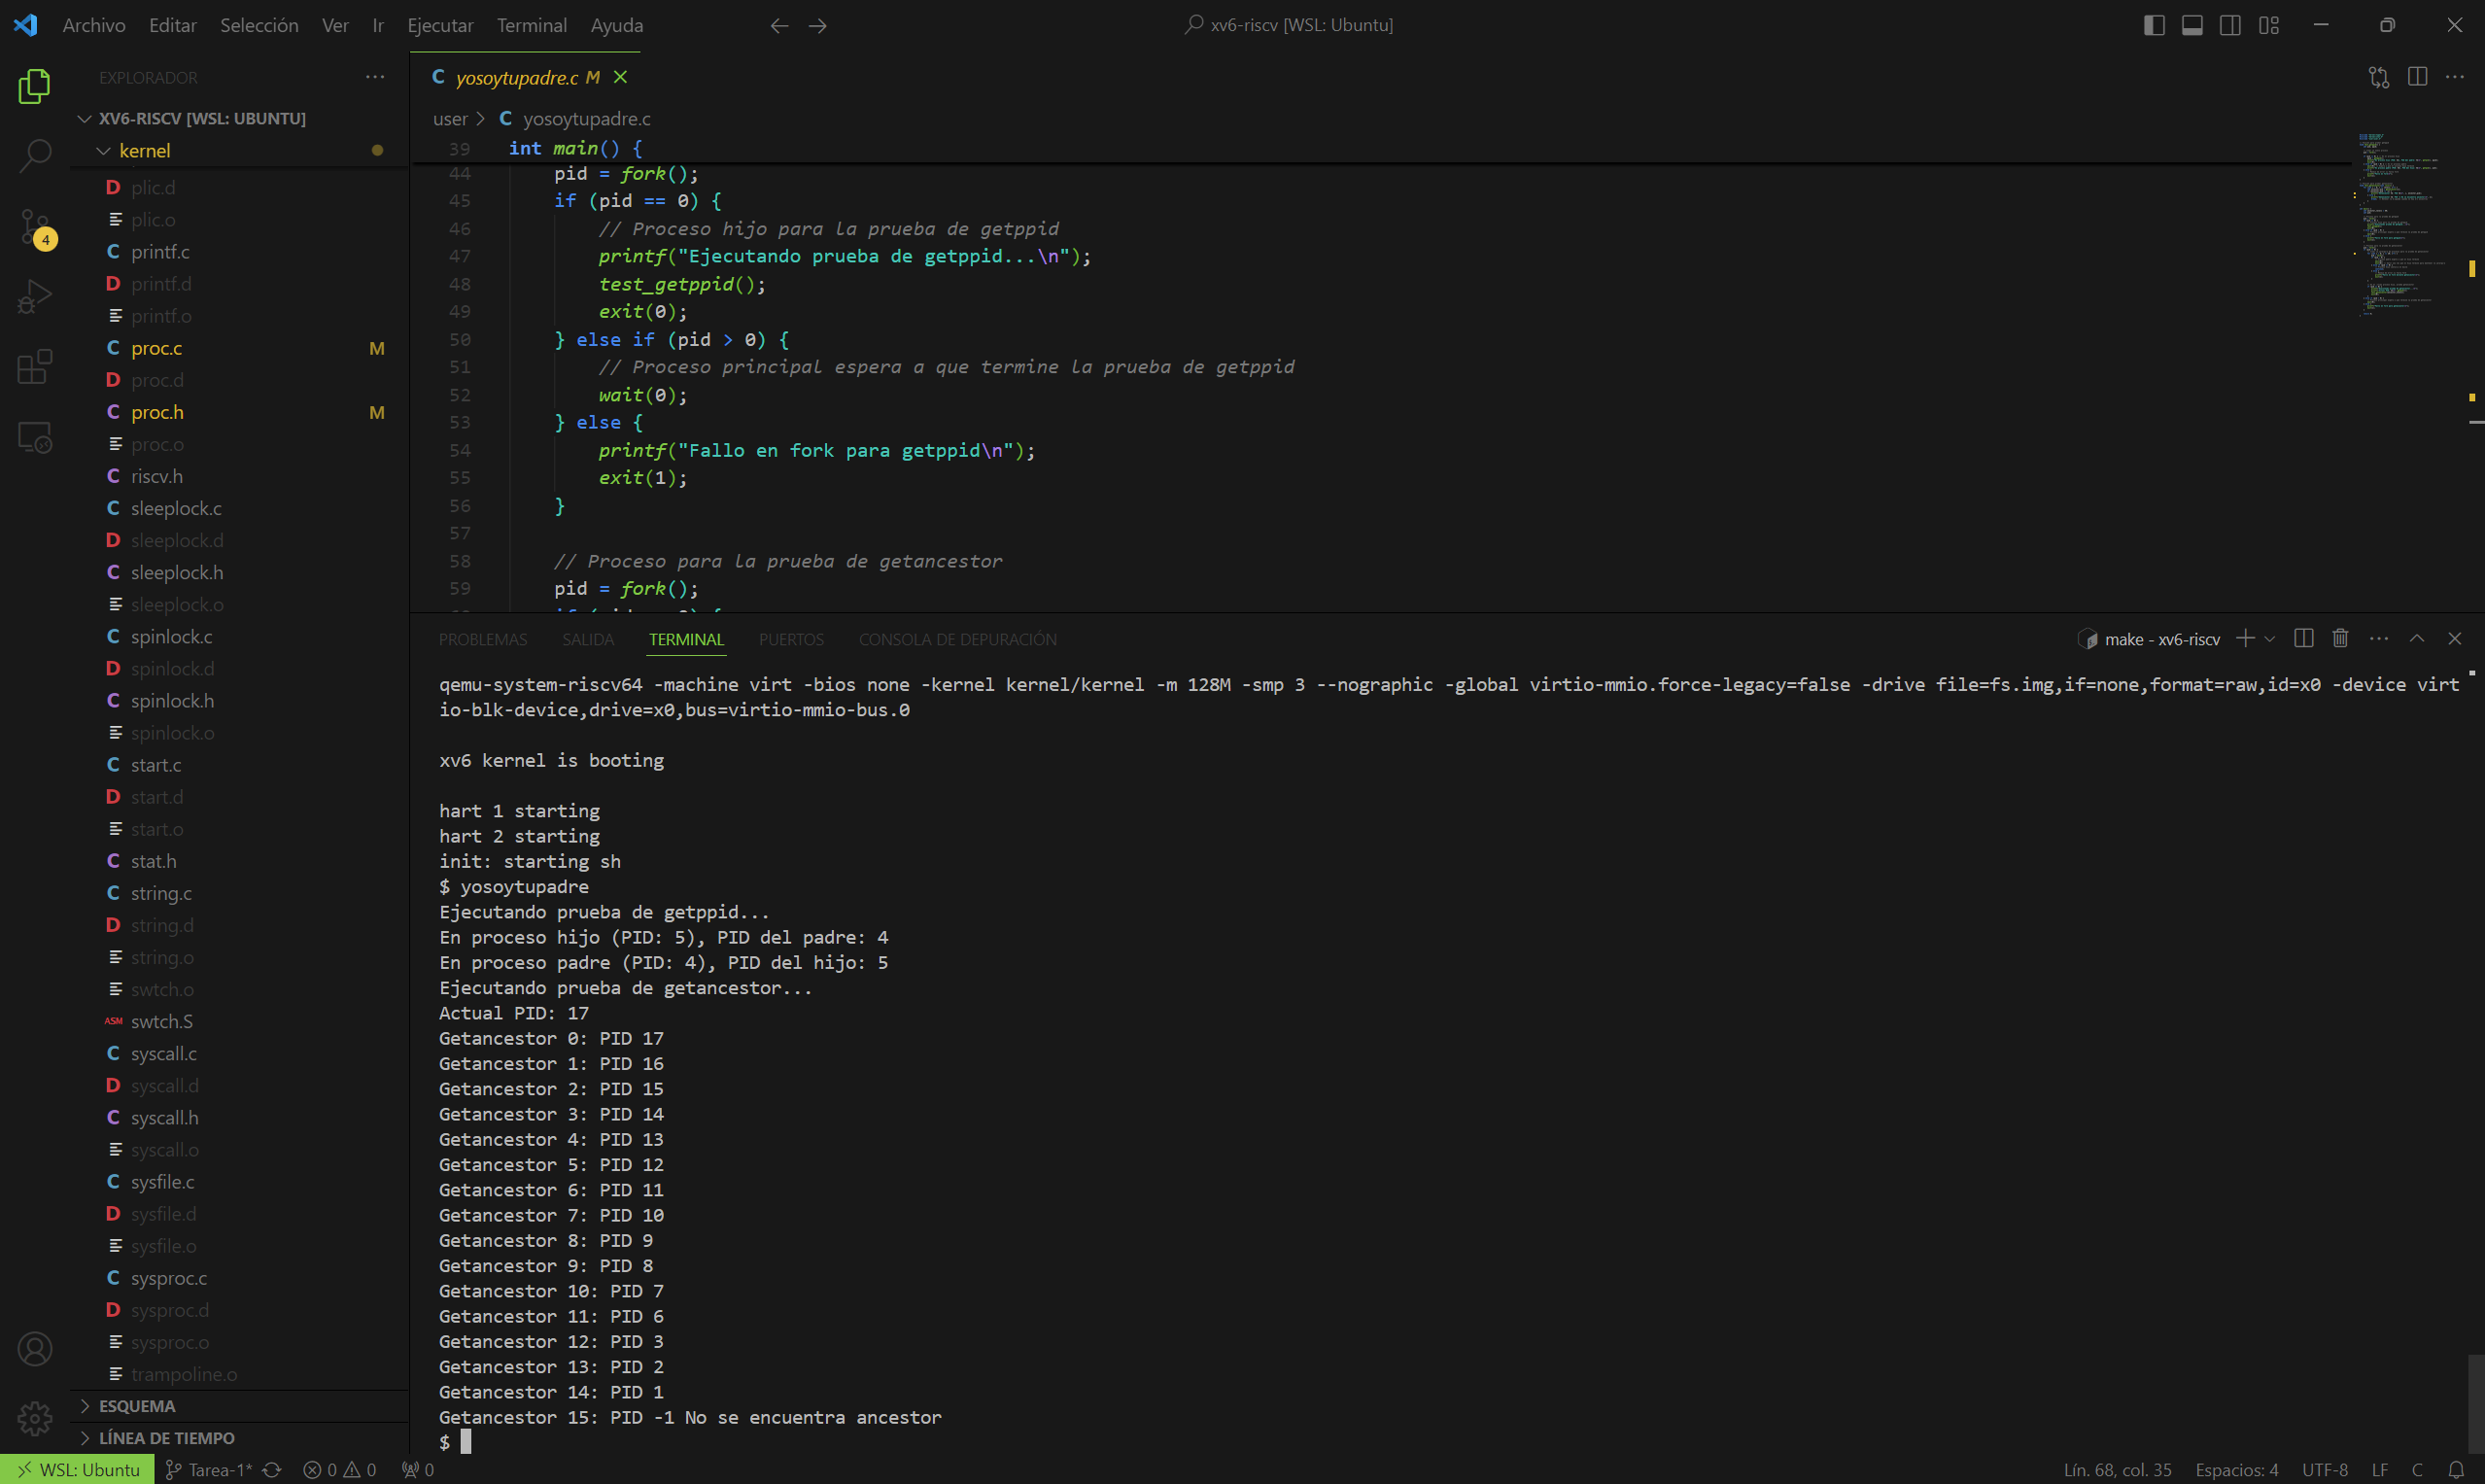 Archivo Editar Selección Ver Ir Ejecutar Terminal Ayuda
xv6-riscv [WSL: Ubuntu]
EXPLORADOR
XV6-RISCV [WSL: UBUNTU]
kernel
4
D plic.d
plic.o
C printf.c
D printf.d
printf.o
C proc.c M
D proc.d
C proc.h M
proc.o
C riscv.h
C sleeplock.c
D sleeplock.d
C sleeplock.h
sleeplock.o
C spinlock.c
D spinlock.d
C spinlock.h
spinlock.o
C start.c
D start.d
start.o
C stat.h
C string.c
D string.d
string.o
swtch.o
ASM swtch.S
C syscall.c
D syscall.d
C syscall.h
syscall.o
C sysfile.c
D sysfile.d
sysfile.o
C sysproc.c
D sysproc.d
sysproc.o
trampoline.o
ESQUEMA
LÍNEA DE TIEMPO
C yosoytupadre.c M
user > C yosoytupadre.c
39 int main() {
44 pid = fork();
45 if (pid == 0) {
46 // Proceso hijo para la prueba de getppid
47 printf("Ejecutando prueba de getppid...\n");
48 test_getppid();
49 exit(0);
50 } else if (pid > 0) {
51 // Proceso principal espera a que termine la prueba de getppid
52 wait(0);
53 } else {
54 printf("Fallo en fork para getppid\n");
55 exit(1);
56 }
57
58 // Proceso para la prueba de getancestor
59 pid = fork();
PROBLEMAS SALIDA TERMINAL PUERTOS CONSOLA DE DEPURACIÓN
make - xv6-riscv
qemu-system-riscv64 -machine virt -bios none -kernel kernel/kernel -m 128M -smp 3 --nographic -global virtio-mmio.force-legacy=false -drive file=fs.img,if=none,format=raw,id=x0 -device virt
io-blk-device,drive=x0,bus=virtio-mmio-bus.0
xv6 kernel is booting
hart 1 starting
hart 2 starting
init: starting sh
$ yosoytupadre
Ejecutando prueba de getppid...
En proceso hijo (PID: 5), PID del padre: 4
En proceso padre (PID: 4), PID del hijo: 5
Ejecutando prueba de getancestor...
Actual PID: 17
Getancestor 0: PID 17
Getancestor 1: PID 16
Getancestor 2: PID 15
Getancestor 3: PID 14
Getancestor 4: PID 13
Getancestor 5: PID 12
Getancestor 6: PID 11
Getancestor 7: PID 10
Getancestor 8: PID 9
Getancestor 9: PID 8
Getancestor 10: PID 7
Getancestor 11: PID 6
Getancestor 12: PID 3
Getancestor 13: PID 2
Getancestor 14: PID 1
Getancestor 15: PID -1 No se encuentra ancestor
$
WSL: Ubuntu Tarea-1* 0 0 0
Lín. 68, col. 35 Espacios: 4 UTF-8 LF C